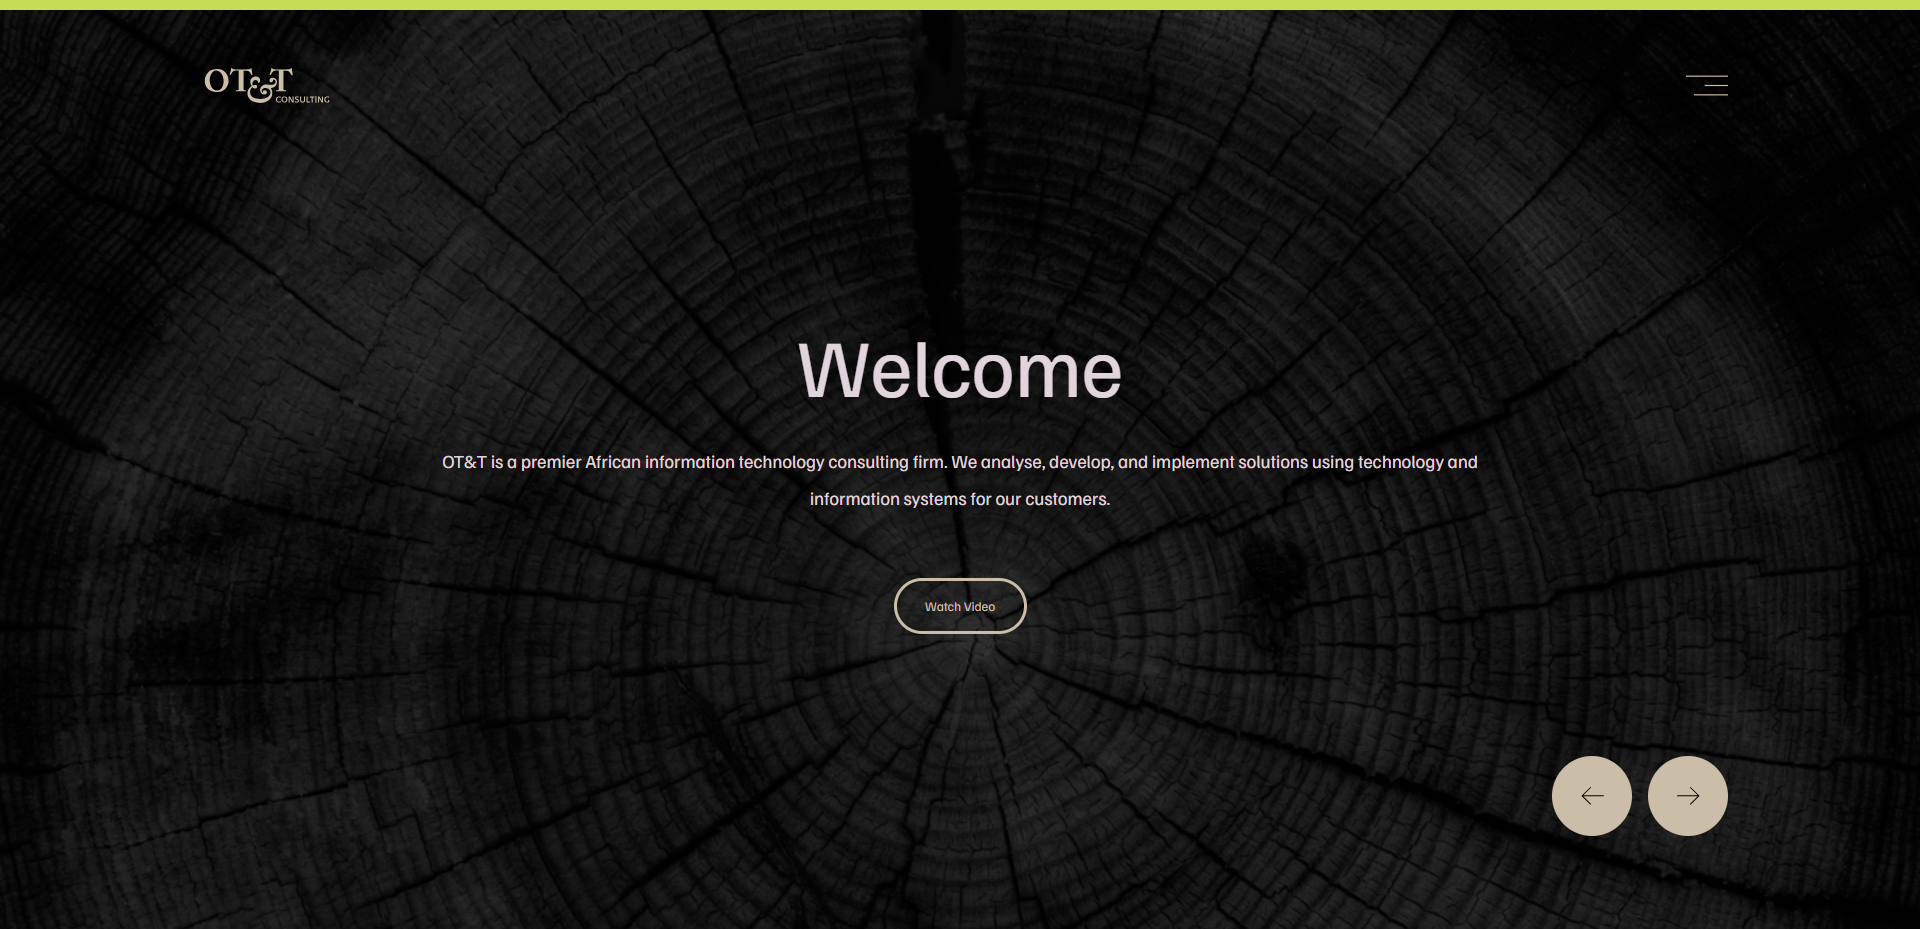 OT&T
CONSULTING
Welcome
OT&T is a premier African information technology consulting firm. We analyse, develop, and implement solutions using technology and
information systems for our customers.
Watch Video